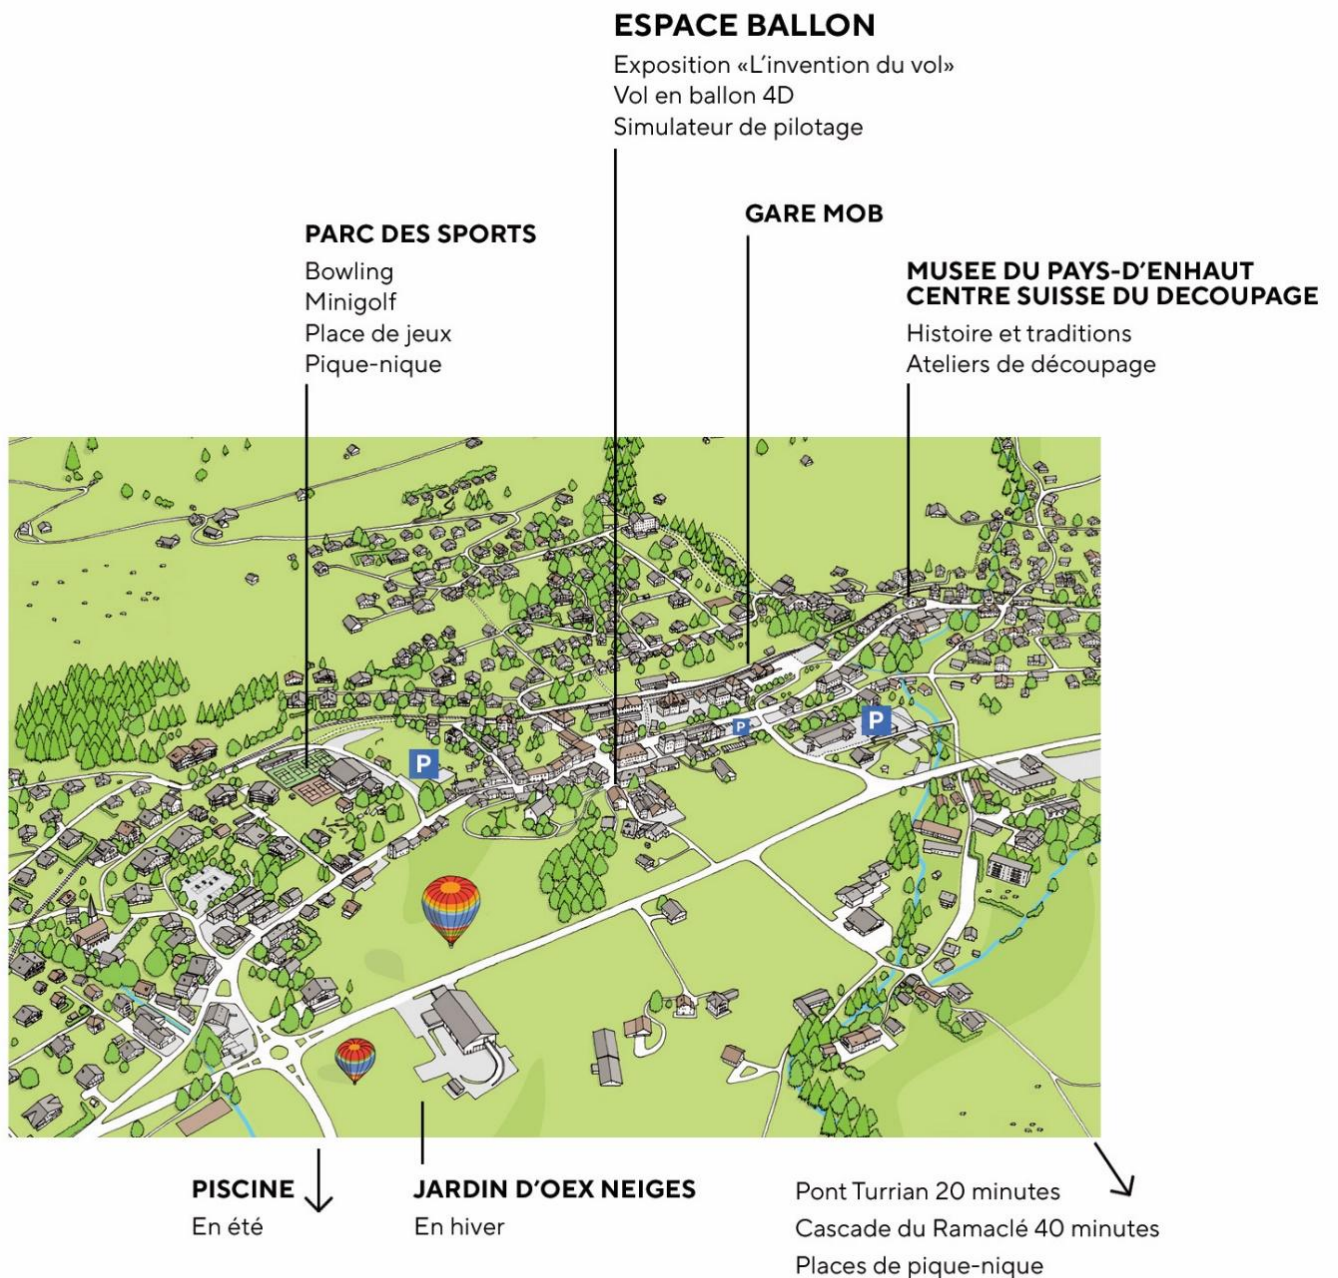 ESPACE BALLON
Exposition «L'invention du vol»
Vol en ballon 4D
Simulateur de pilotage
GARE MOB
PARC DES SPORTS
Bowling
Minigolf
Place de jeux
Pique-nique
MUSEE DU PAYS-D'ENHAUT
CENTRE SUISSE DU DECOUPAGE
Histoire et traditions
Ateliers de découpage
P
P
P
PISCINE
En été
JARDIN D'OEX NEIGES
En hiver
Pont Turrian 20 minutes
Cascade du Ramaclé 40 minutes
Places de pique-nique